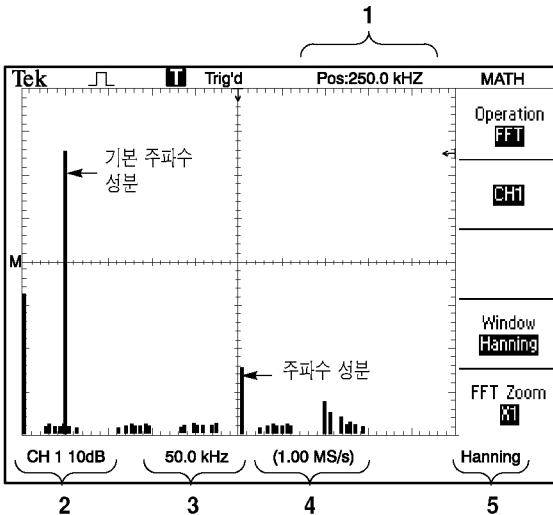 1
Tek T Trig'd Pos:250.0 kHZ MATH
Operation
FFT
기본 주파수
성분
CH1
M
Window
Hanning
주파수 성분
FFT Zoom
X1
CH 1 10dB 50.0 kHz (1.00 MS/s) Hanning
2 3 4 5